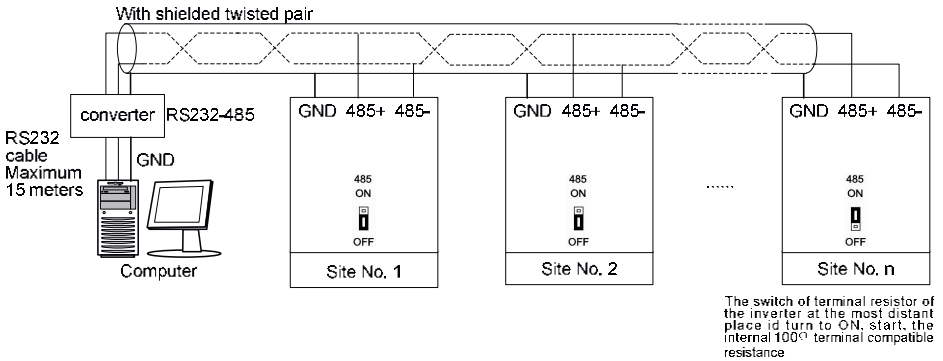 With shielded twisted pair
converter
RS232-485
RS232
cable
Maximum
15 meters
GND
Computer
GND 485+ 485-
485
ON
OFF
Site No. 1
GND 485+ 485-
485
ON
OFF
Site No. 2
......
GND 485+ 485-
485
ON
OFF
Site No. n
The switch of terminal resistor of
the inverter at the most distant
place id turn to ON, start, the
internal 100Ω terminal compatible
resistance